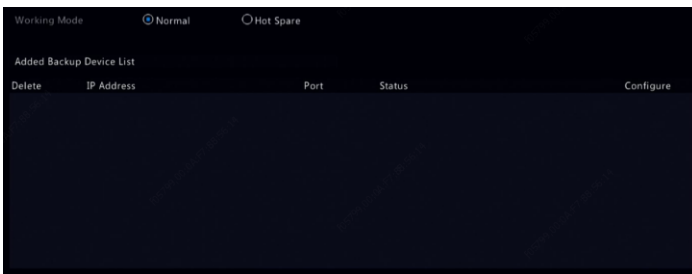 Working Mode Normal Hot Spare
Added Backup Device List
Delete IP Address Port Status Configure